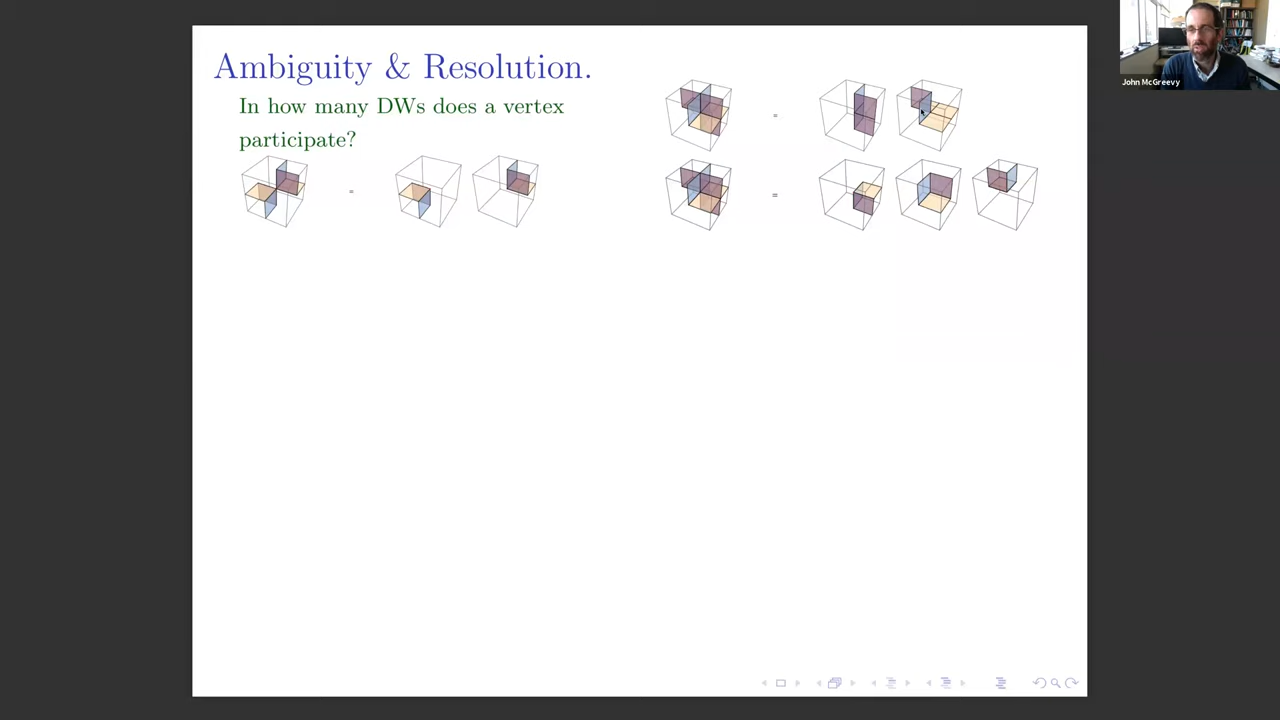 Ambiguity & Resolution.
In how many DWs does a vertex
participate?
=
=
=
John McGreevy